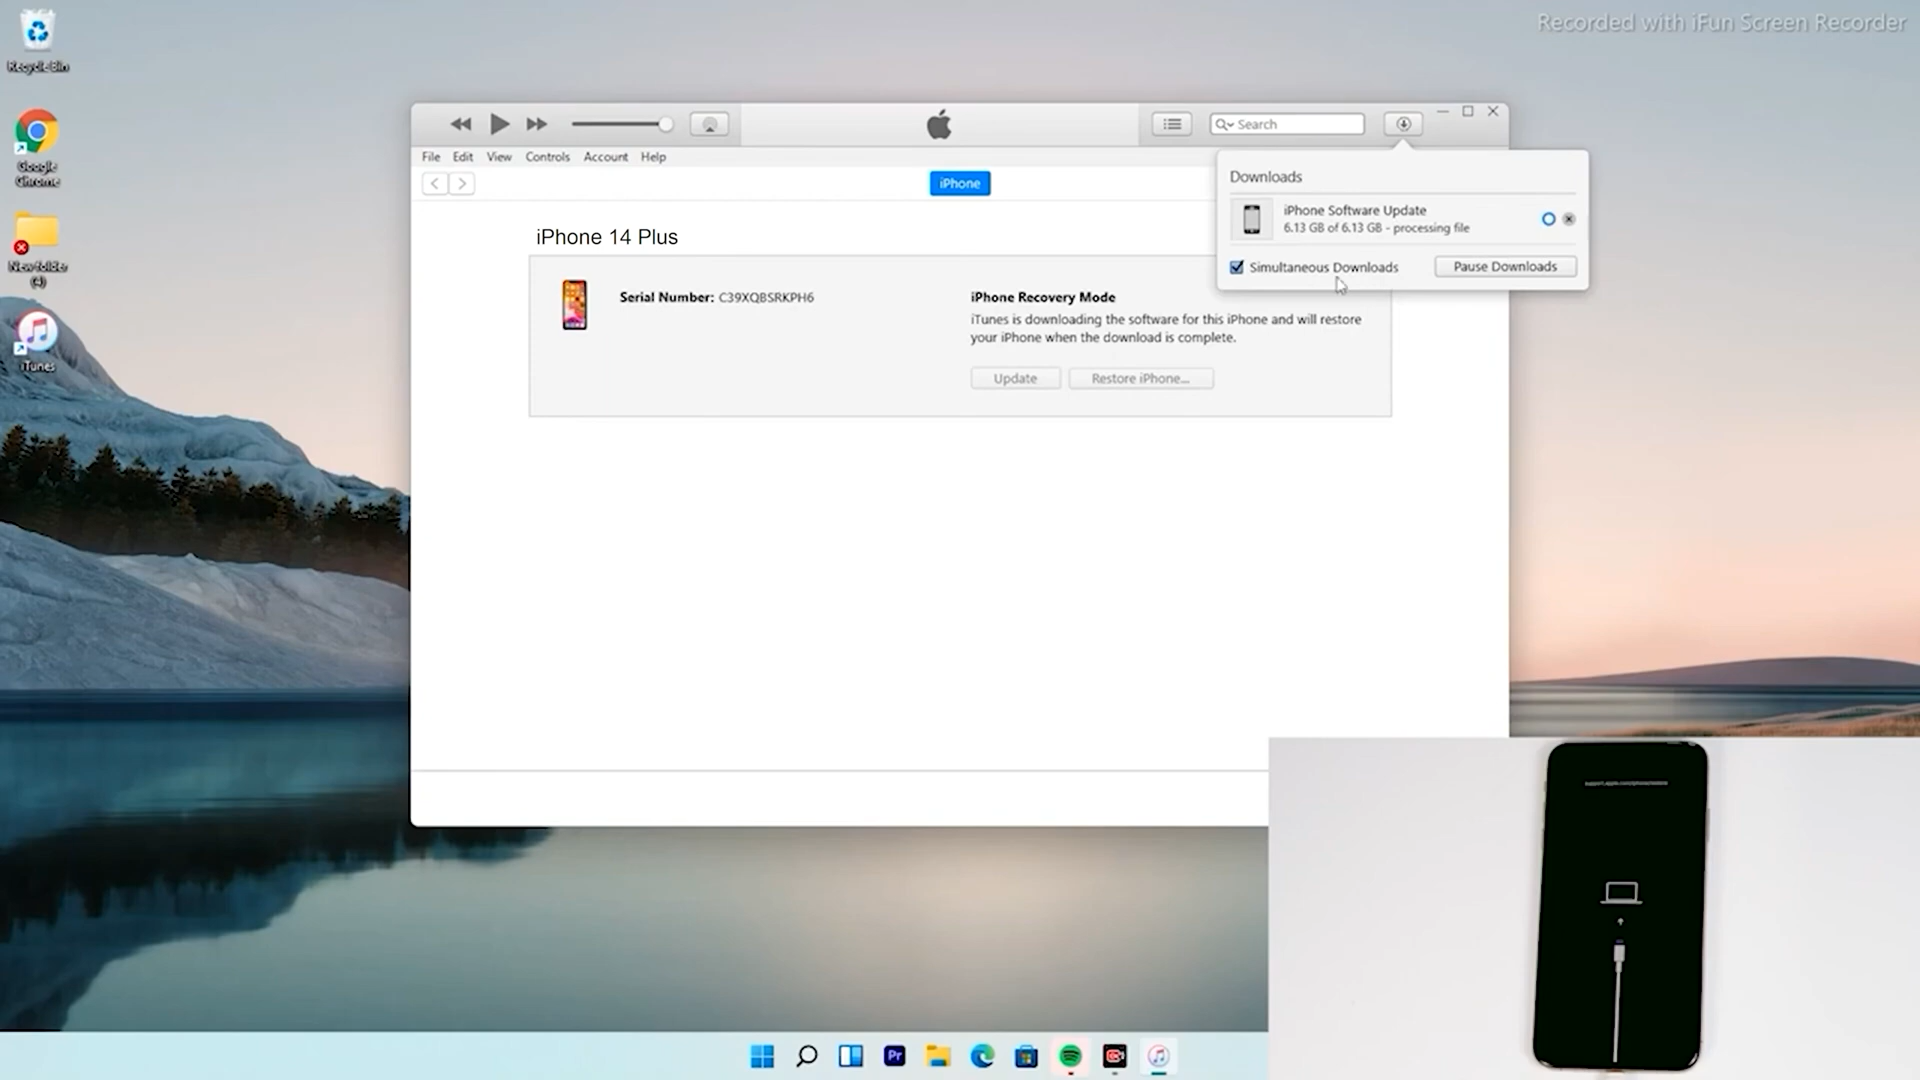 Recorded with iFun Screen Recorder
Recycle Bin
Google
Chrome
New folder
(4)
iTunes
Search
File Edit View Controls Account Help
iPhone
Downloads
iPhone Software Update
6.13 GB of 6.13 GB - processing file
Simultaneous Downloads
Pause Downloads
iPhone 14 Plus
Serial Number: C39XQBSRKPH6
iPhone Recovery Mode
iTunes is downloading the software for this iPhone and will restore
your iPhone when the download is complete.
Update
Restore iPhone...
Pr